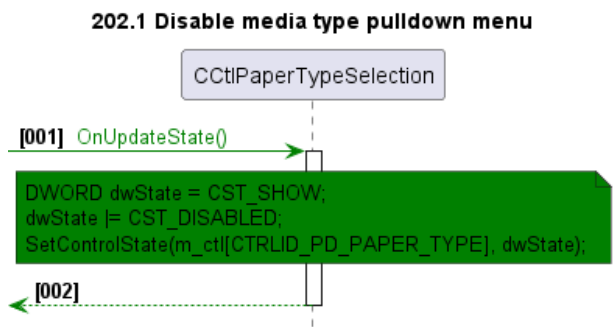 202.1 Disable media type pulldown menu
CCtlPaperTypeSelection
[001] OnUpdateState()
DWORD dwState = CST_SHOW;
dwState |= CST_DISABLED;
SetControlState(m_ctl[CTRLID_PD_PAPER_TYPE], dwState);
[002]